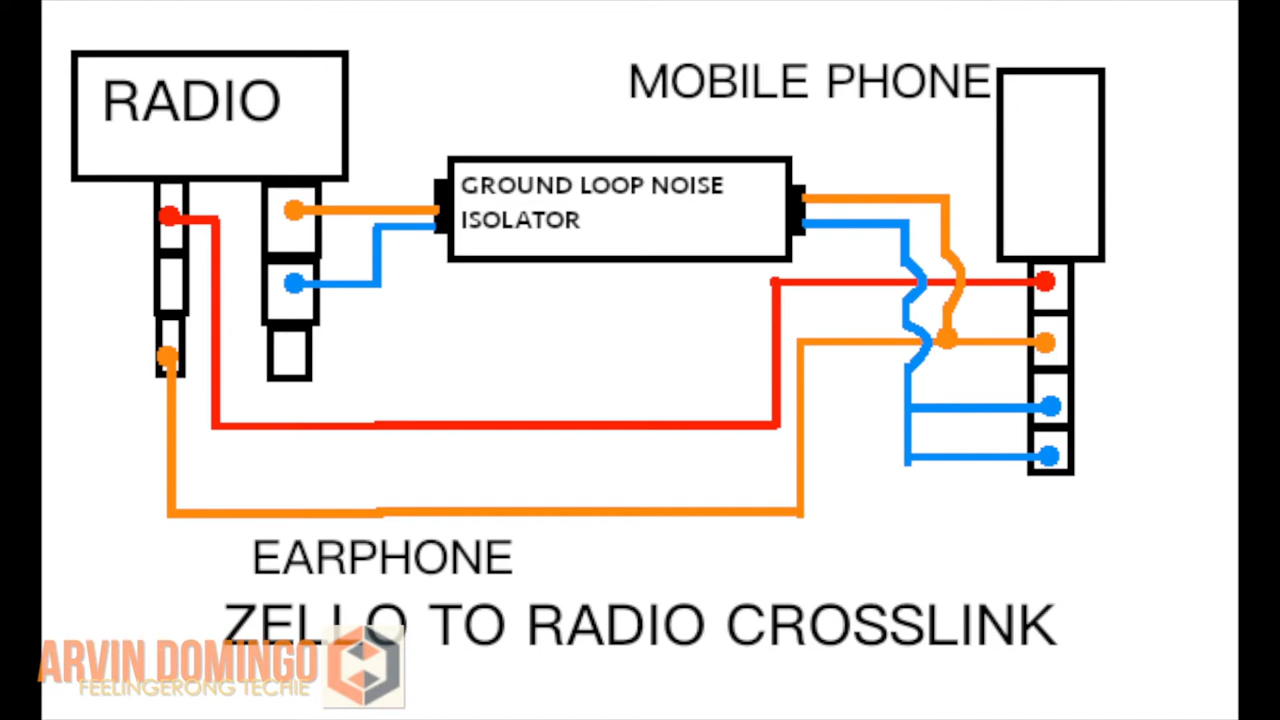 RADIO
MOBILE PHONE
GROUND LOOP NOISE
ISOLATOR
EARPHONE
ZELLO TO RADIO CROSSLINK
ARVIN DOMINGO
FEELINGERONG TECHIE